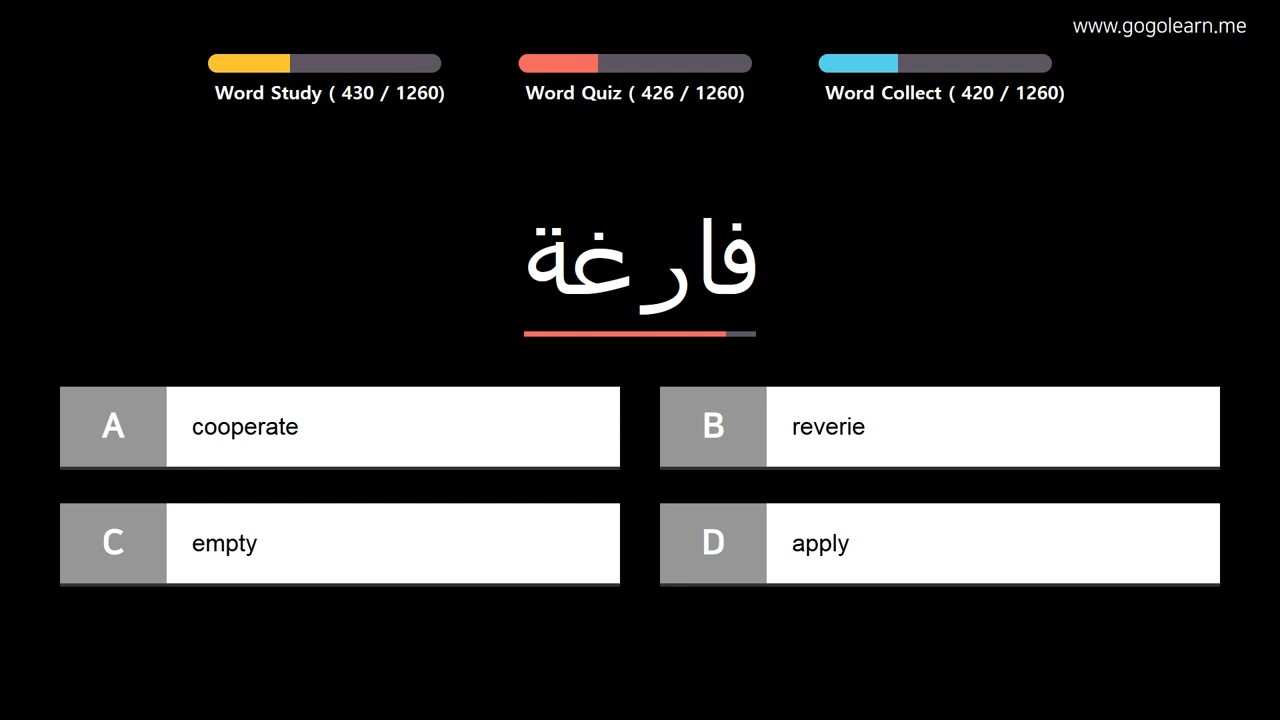 www.gogolearn.me
Word Study ( 430 / 1260)
Word Quiz ( 426 / 1260)
Word Collect ( 420 / 1260)
فارغة
A cooperate
B reverie
C empty
D apply